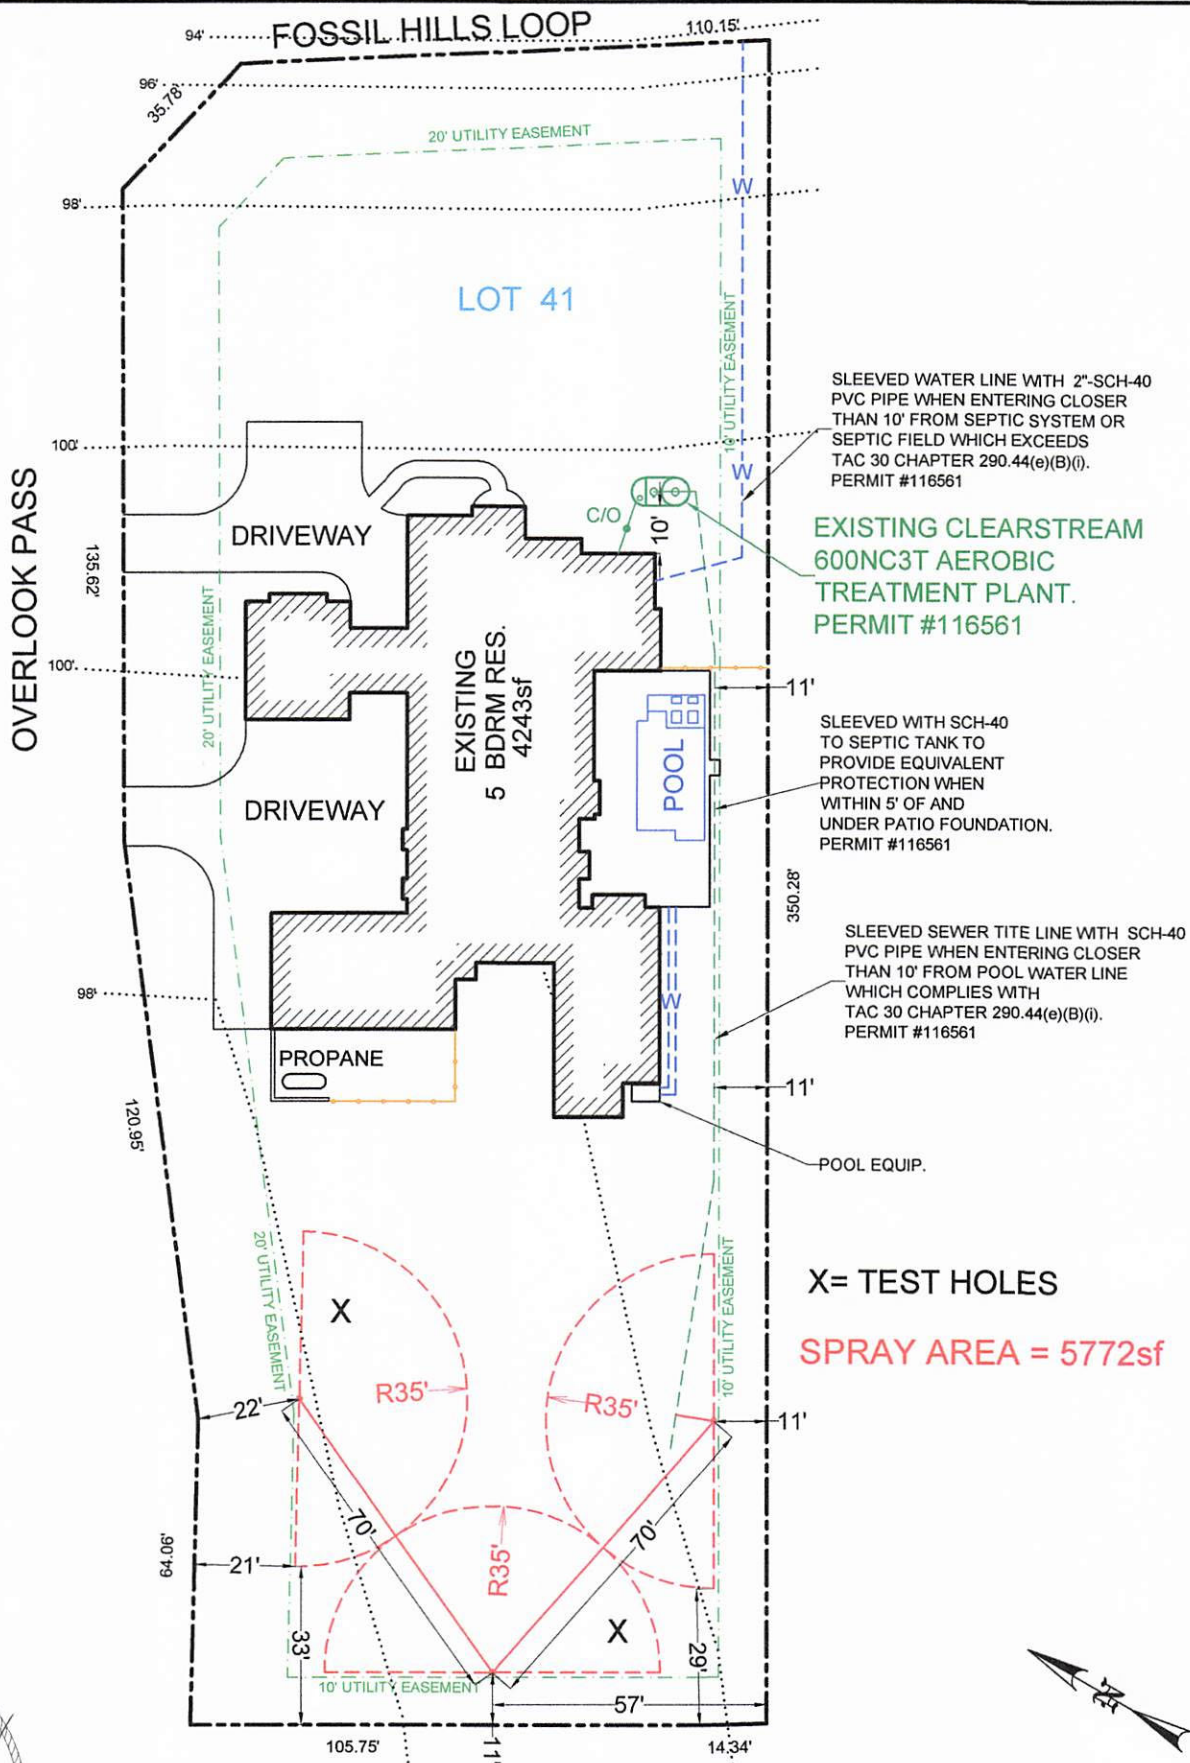 FOSSIL HILLS LOOP
110.15'
94'
96'
35.78'
20' UTILITY EASEMENT
W
98'
LOT 41
10' UTILITY EASEMENT
W
SLEEVED WATER LINE WITH 2"-SCH-40
PVC PIPE WHEN ENTERING CLOSER
THAN 10' FROM SEPTIC SYSTEM OR
SEPTIC FIELD WHICH EXCEEDS
TAC 30 CHAPTER 290.44(e)(B)(i).
PERMIT #116561
100'
OVERLOOK PASS
DRIVEWAY
C/O
10'
EXISTING CLEARSTREAM
600NC3T AEROBIC
TREATMENT PLANT.
PERMIT #116561
135.62'
20' UTILITY EASEMENT
100'
EXISTING
5 BDRM RES.
4243sf
11'
POOL
SLEEVED WITH SCH-40
TO SEPTIC TANK TO
PROVIDE EQUIVALENT
PROTECTION WHEN
WITHIN 5' OF AND
UNDER PATIO FOUNDATION.
PERMIT #116561
DRIVEWAY
350.28'
SLEEVED SEWER TITE LINE WITH SCH-40
PVC PIPE WHEN ENTERING CLOSER
THAN 10' FROM POOL WATER LINE
WHICH COMPLIES WITH
TAC 30 CHAPTER 290.44(e)(B)(i).
PERMIT #116561
98'
W
PROPANE
11'
120.95'
POOL EQUIP.
20' UTILITY EASEMENT
10' UTILITY EASEMENT
X= TEST HOLES
X
SPRAY AREA = 5772sf
R35'
R35'
22'
11'
70'
70'
R35'
64.06'
21'
X
33'
29'
10' UTILITY EASEMENT
57'
105.75'
11'
14.34'
N